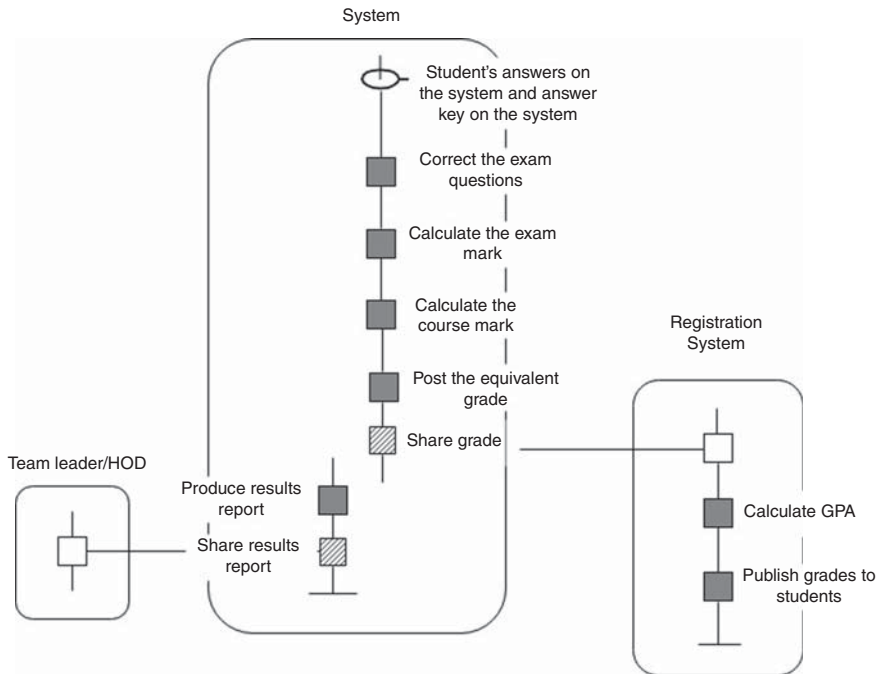 System
Student's answers on
the system and answer
key on the system
Correct the exam
questions
Calculate the exam
mark
Calculate the
course mark
Post the equivalent
grade
Share grade
Registration
System
Calculate GPA
Publish grades to
students
Team leader/HOD
Produce results
report
Share results
report